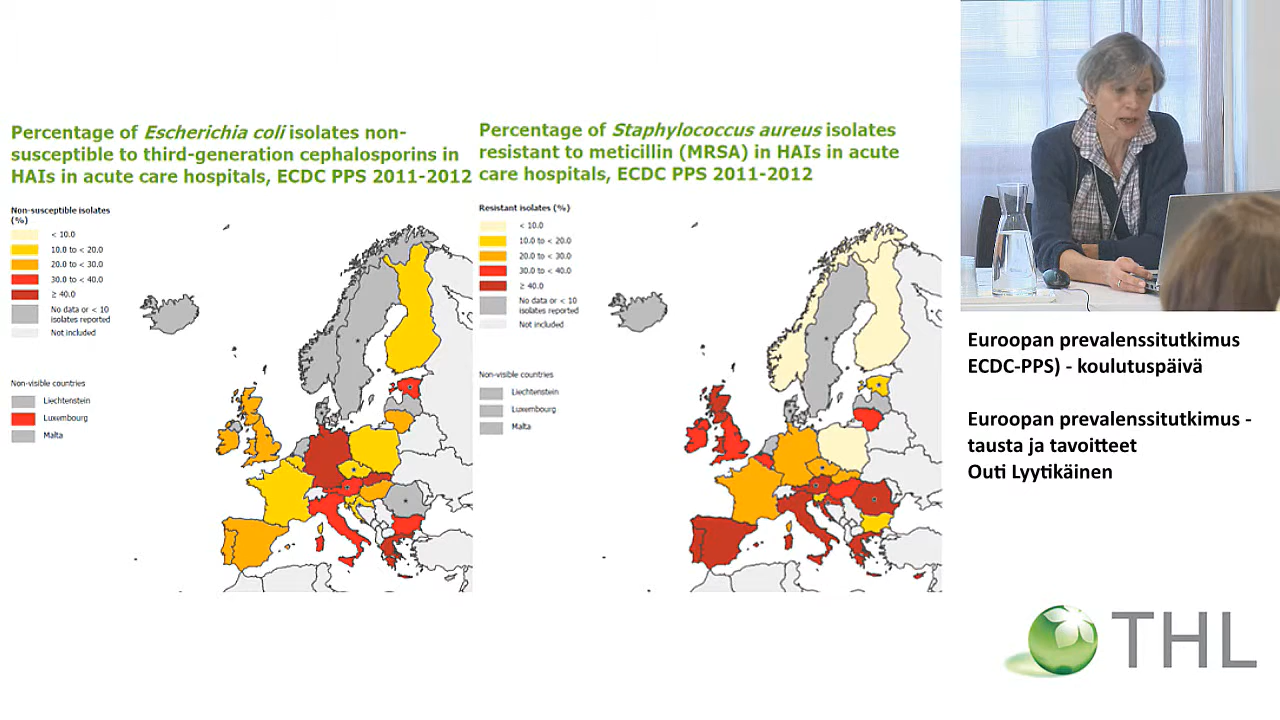 Percentage of Escherichia coli isolates non-
susceptible to third-generation cephalosporins in
HAIs in acute care hospitals, ECDC PPS 2011-2012
Non-susceptible isolates
(%)
< 10.0
10.0 to < 20.0
20.0 to < 30.0
30.0 to < 40.0
≥ 40.0
No data or < 10
isolates reported
Not included
Non-visible countries
Liechtenstein
Luxembourg
Malta
Percentage of Staphylococcus aureus isolates
resistant to meticillin (MRSA) in HAIs in acute
care hospitals, ECDC PPS 2011-2012
Resistant isolates (%)
< 10.0
10.0 to < 20.0
20.0 to < 30.0
30.0 to < 40.0
≥ 40.0
No data or < 10
isolates reported
Not included
Non-visible countries
Liechtenstein
Luxembourg
Malta
Euroopan prevalenssitutkimus
ECDC-PPS) - koulutuspäivä
Euroopan prevalenssitutkimus -
tausta ja tavoitteet
Outi Lyytikäinen
THL